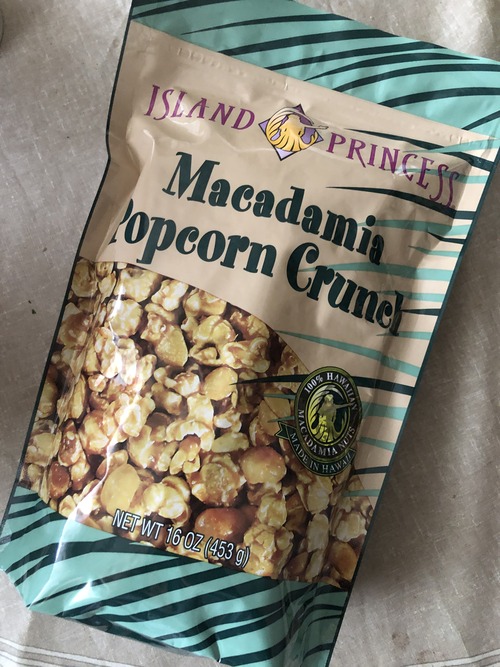 ISLAND PRINCESS
Macadamia
Popcorn Crunch
100% HAWAIIAN
MACADAMIA NUTS
MADE IN HAWAII
NET WT 16 OZ (453 g)